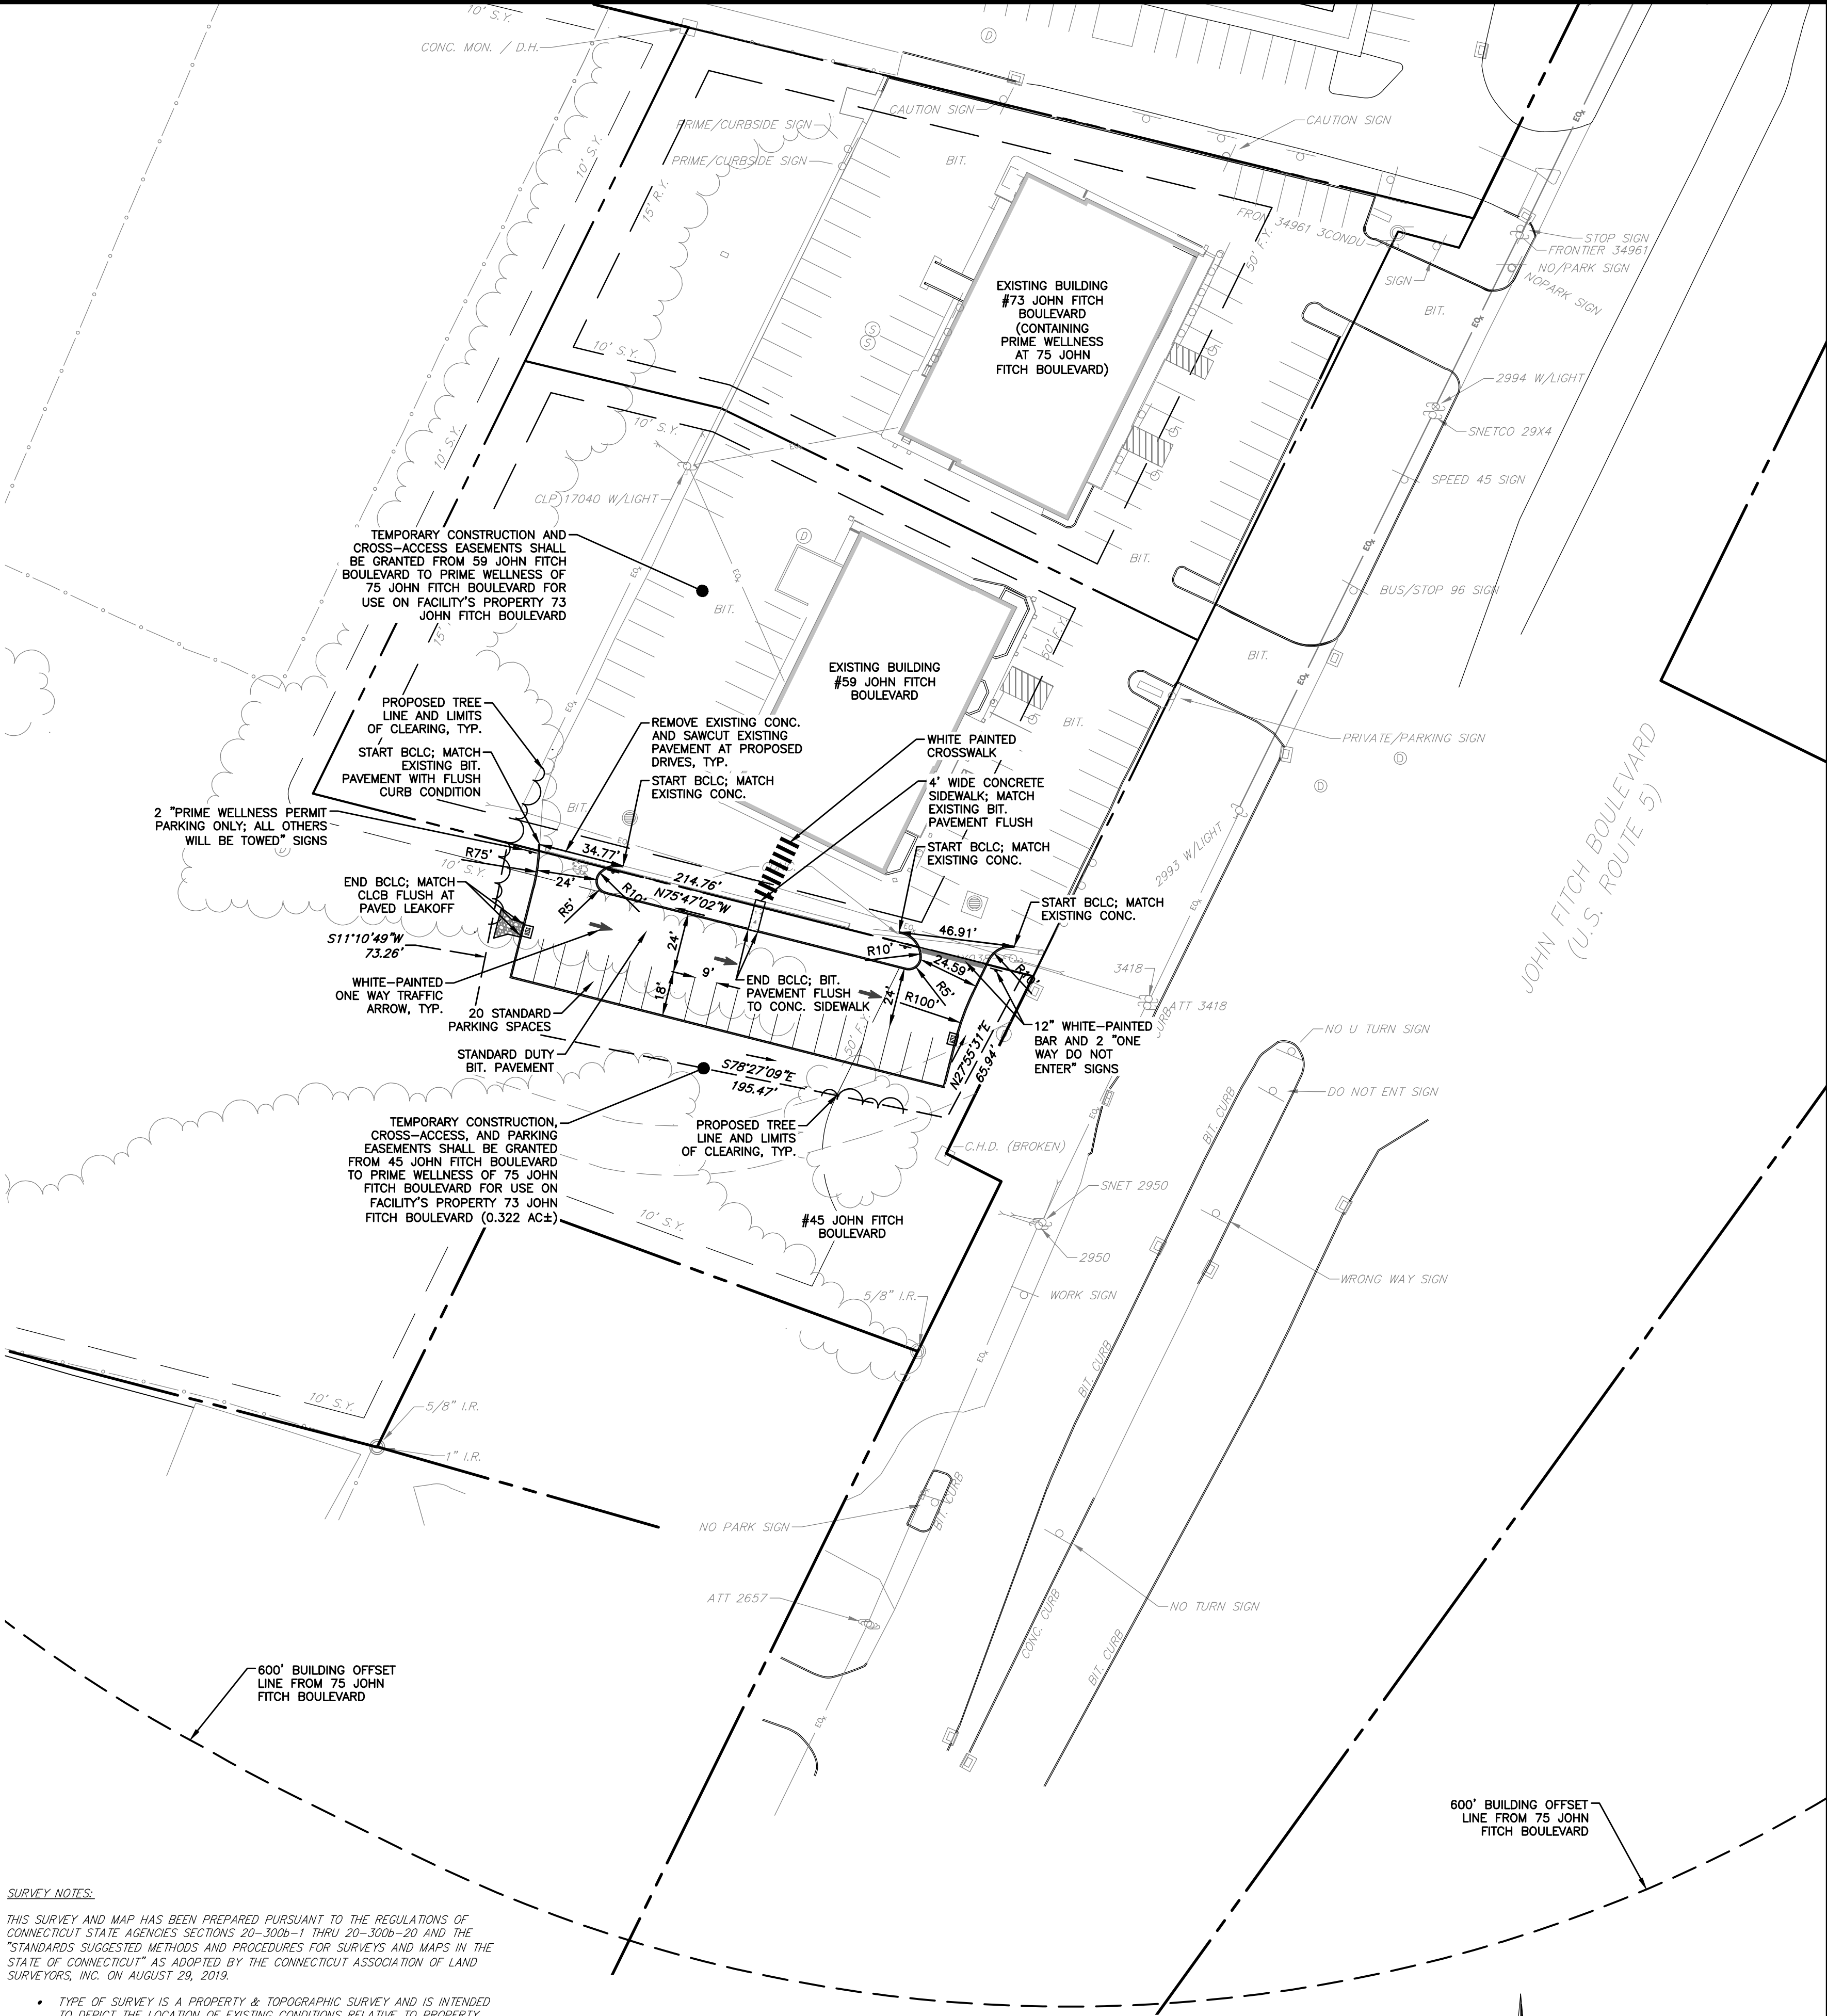 10' S.Y.
CONC. MON. / D.H.
D
CAUTION SIGN
CAUTION SIGN
PRIME/CURBSIDE SIGN
PRIME/CURBSIDE SIGN
BIT.
10' S.Y.
15' R.Y.
FRON 34961 3CONDU
50' F.Y.
STOP SIGN
FRONTIER 34961
NO/PARK SIGN
NOPARK SIGN
SIGN
BIT.
EXISTING BUILDING
#73 JOHN FITCH
BOULEVARD
(CONTAINING
PRIME WELLNESS
AT 75 JOHN
FITCH BOULEVARD)
S
S
10' S.Y.
2994 W/LIGHT
SNETCO 29X4
10' S.Y.
10' S.Y.
SPEED 45 SIGN
CLP 17040 W/LIGHT
D
BIT.
TEMPORARY CONSTRUCTION AND
CROSS-ACCESS EASEMENTS SHALL
BE GRANTED FROM 59 JOHN FITCH
BOULEVARD TO PRIME WELLNESS OF
75 JOHN FITCH BOULEVARD FOR
USE ON FACILITY'S PROPERTY 73
JOHN FITCH BOULEVARD
BUS/STOP 96 SIGN
BIT.
15'
50' F.Y.
BIT.
EXISTING BUILDING
#59 JOHN FITCH
BOULEVARD
BIT.
PROPOSED TREE
LINE AND LIMITS
OF CLEARING, TYP.
REMOVE EXISTING CONC.
AND SAWCUT EXISTING
PAVEMENT AT PROPOSED
DRIVES, TYP.
WHITE PAINTED
CROSSWALK
PRIVATE/PARKING SIGN
D
D
START BCLC; MATCH
EXISTING BIT.
PAVEMENT WITH FLUSH
CURB CONDITION
START BCLC; MATCH
EXISTING CONC.
4' WIDE CONCRETE
SIDEWALK; MATCH
EXISTING BIT.
PAVEMENT FLUSH
JOHN FITCH BOULEVARD
(U.S. ROUTE 5)
2 "PRIME WELLNESS PERMIT
PARKING ONLY; ALL OTHERS
WILL BE TOWED" SIGNS
BIT.
START BCLC; MATCH
EXISTING CONC.
2993 W/LIGHT
R75'
34.77'
10' S.Y.
24'
214.76'
N75°47'02"W
R10'
R5'
END BCLC; MATCH
CLCB FLUSH AT
PAVED LEAKOFF
START BCLC; MATCH
EXISTING CONC.
46.91'
S11°10'49"W
73.26'
24'
R10'
24.59'
R10'
R5'
3418
ATT 3418
9'
18'
24'
R100'
WHITE-PAINTED
ONE WAY TRAFFIC
ARROW, TYP.
END BCLC; BIT.
PAVEMENT FLUSH
TO CONC. SIDEWALK
20 STANDARD
PARKING SPACES
12" WHITE-PAINTED
BAR AND 2 "ONE
WAY DO NOT
ENTER" SIGNS
NO U TURN SIGN
50' F.Y.
STANDARD DUTY
BIT. PAVEMENT
S78°27'09"E
195.47'
N27°55'31"E
65.94'
DO NOT ENT SIGN
BIT. CURB
TEMPORARY CONSTRUCTION,
CROSS-ACCESS, AND PARKING
EASEMENTS SHALL BE GRANTED
FROM 45 JOHN FITCH BOULEVARD
TO PRIME WELLNESS OF 75 JOHN
FITCH BOULEVARD FOR USE ON
FACILITY'S PROPERTY 73 JOHN
FITCH BOULEVARD (0.322 AC±)
PROPOSED TREE
LINE AND LIMITS
OF CLEARING, TYP.
C.H.D. (BROKEN)
SNET 2950
10' S.Y.
#45 JOHN FITCH
BOULEVARD
2950
WRONG WAY SIGN
5/8" I.R.
WORK SIGN
BIT. CURB
10' S.Y.
5/8" I.R.
1" I.R.
BIT. CURB
NO PARK SIGN
ATT 2657
NO TURN SIGN
CONC. CURB
BIT. CURB
600' BUILDING OFFSET
LINE FROM 75 JOHN
FITCH BOULEVARD
600' BUILDING OFFSET
LINE FROM 75 JOHN
FITCH BOULEVARD
SURVEY NOTES:
THIS SURVEY AND MAP HAS BEEN PREPARED PURSUANT TO THE REGULATIONS OF
CONNECTICUT STATE AGENCIES SECTIONS 20-300b-1 THRU 20-300b-20 AND THE
"STANDARDS SUGGESTED METHODS AND PROCEDURES FOR SURVEYS AND MAPS IN THE
STATE OF CONNECTICUT" AS ADOPTED BY THE CONNECTICUT ASSOCIATION OF LAND
SURVEYORS, INC. ON AUGUST 29, 2019.
• TYPE OF SURVEY IS A PROPERTY & TOPOGRAPHIC SURVEY AND IS INTENDED
TO DEPICT THE LOCATION OF EXISTING CONDITIONS RELATIVE TO PROPERTY